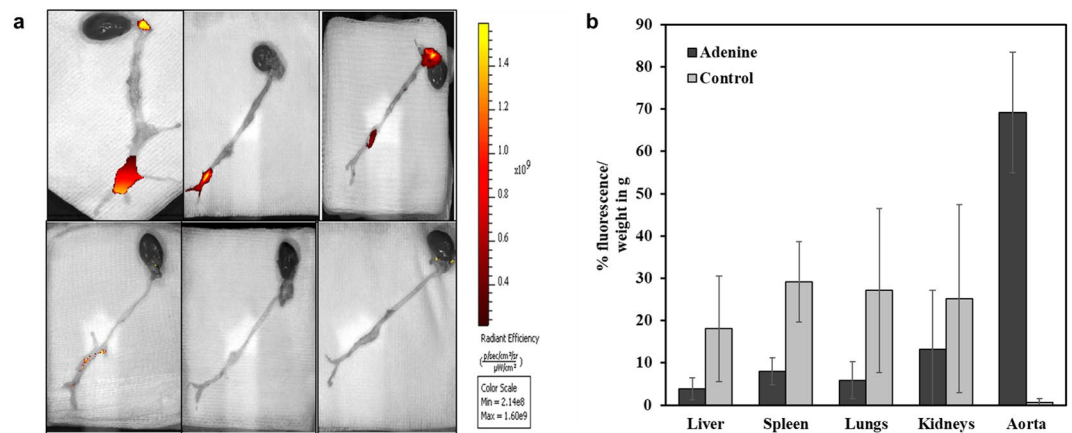 a
1.4
1.2
1.0
x10⁹
0.8
0.6
0.4
Radiant Efficiency
(p/sec/cm²/sr
μW/cm²)
Color Scale
Min = 2.14e8
Max = 1.60e9
b
% fluorescence/
weight in g
90
80
70
60
50
40
30
20
10
0
Adenine
Control
Liver Spleen Lungs Kidneys Aorta